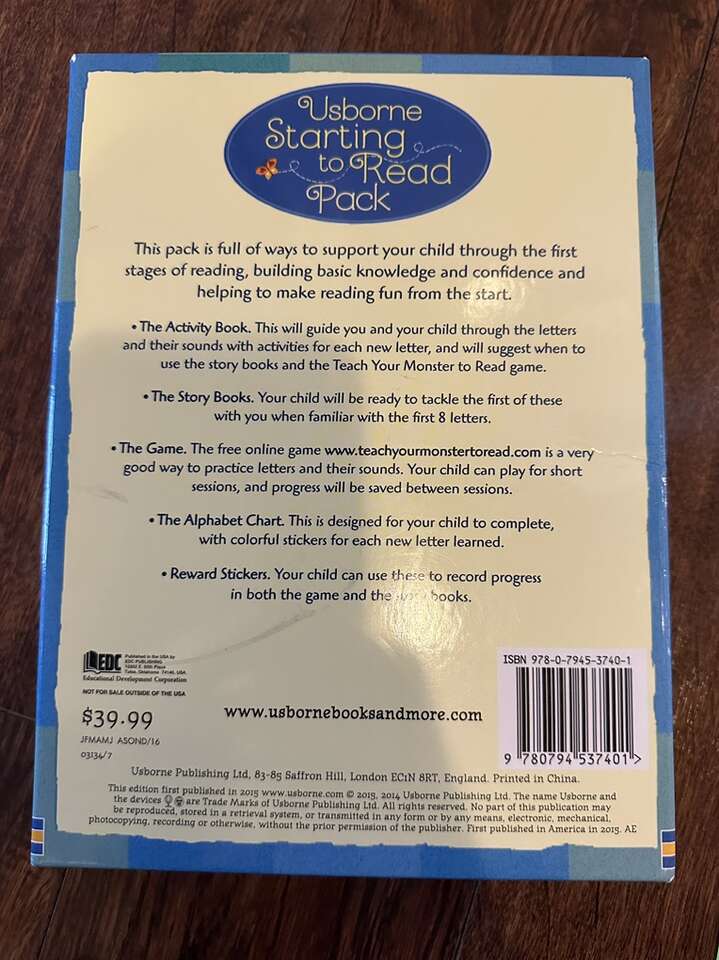 Usborne
Starting
to Read
Pack
This pack is full of ways to support your child through the first
stages of reading, building basic knowledge and confidence and
helping to make reading fun from the start.
• The Activity Book. This will guide you and your child through the letters
and their sounds with activities for each new letter, and will suggest when to
use the story books and the Teach Your Monster to Read game.
• The Story Books. Your child will be ready to tackle the first of these
with you when familiar with the first 8 letters.
• The Game. The free online game www.teachyourmonstertoread.com is a very
good way to practice letters and their sounds. Your child can play for short
sessions, and progress will be saved between sessions.
• The Alphabet Chart. This is designed for your child to complete,
with colorful stickers for each new letter learned.
• Reward Stickers. Your child can use these to record progress
in both the game and the story books.
EDC
Published in the USA by
EDC PUBLISHING
Tulsa, Oklahoma 74146, USA
Educational Development Corporation
NOT FOR SALE OUTSIDE OF THE USA
$39.99
JFMAMJ ASOND/16
03134/7
www.usbornebooksandmore.com
ISBN 978-0-7945-3740-1
9 780794 537401 >
Usborne Publishing Ltd, 83-85 Saffron Hill, London EC1N 8RT, England. Printed in China.
This edition first published in 2015 www.usborne.com © 2015, 2014 Usborne Publishing Ltd. The name Usborne and
the devices are Trade Marks of Usborne Publishing Ltd. All rights reserved. No part of this publication may
be reproduced, stored in a retrieval system, or transmitted in any form or by any means, electronic, mechanical,
photocopying, recording or otherwise, without the prior permission of the publisher. First published in America in 2015. AE